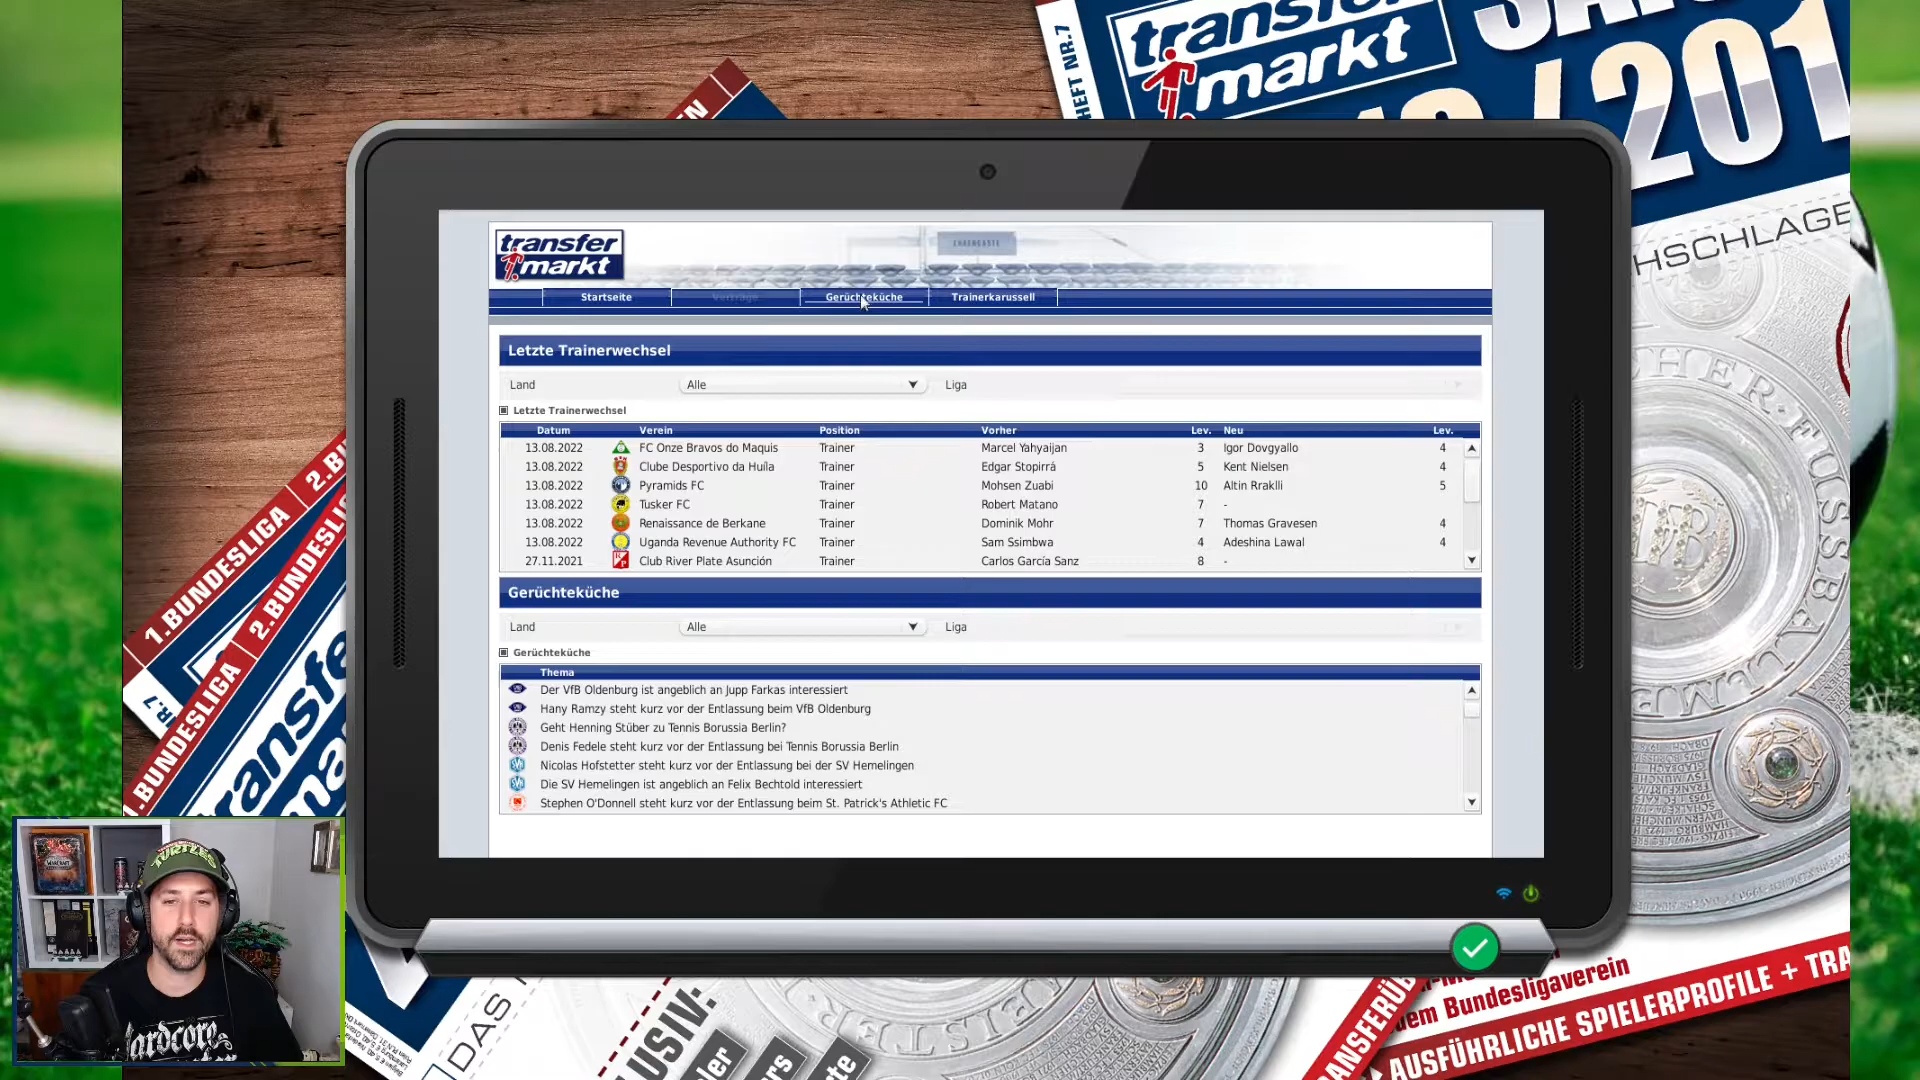 transfer
markt
HEFT NR.7
/ 201
EHRENGÄSTE
transfer
markt
Startseite
Verträge
Gerüchteküche
Trainerkarussell
Letzte Trainerwechsel
Land Alle Liga
Letzte Trainerwechsel
Datum Verein Position Vorher Lev. Neu Lev.
13.08.2022 FC Onze Bravos do Maquis Trainer Marcel Yahyaijan 3 Igor Dovgyallo 4
13.08.2022 Clube Desportivo da Huíla Trainer Edgar Stopirrá 5 Kent Nielsen 4
13.08.2022 Pyramids FC Trainer Mohsen Zuabi 10 Altin Rraklli 5
13.08.2022 Tusker FC Trainer Robert Matano 7 -
13.08.2022 Renaissance de Berkane Trainer Dominik Mohr 7 Thomas Gravesen 4
13.08.2022 Uganda Revenue Authority FC Trainer Sam Ssimbwa 4 Adeshina Lawal 4
27.11.2021 Club River Plate Asunción Trainer Carlos García Sanz 8 -
Gerüchteküche
Land Alle Liga
Gerüchteküche
Thema
Der VfB Oldenburg ist angeblich an Jupp Farkas interessiert
Hany Ramzy steht kurz vor der Entlassung beim VfB Oldenburg
Geht Henning Stüber zu Tennis Borussia Berlin?
Denis Fedele steht kurz vor der Entlassung bei Tennis Borussia Berlin
Nicolas Hofstetter steht kurz vor der Entlassung bei der SV Hemelingen
Die SV Hemelingen ist angeblich an Felix Bechtold interessiert
Stephen O'Donnell steht kurz vor der Entlassung beim St. Patrick's Athletic FC
1.BUNDESLIGA
2.BUNDESLIGA
TURTLES
hardcore
DAS
dem Bundesligaverein
AUSFÜHRLICHE SPIELERPROFILE + TRA